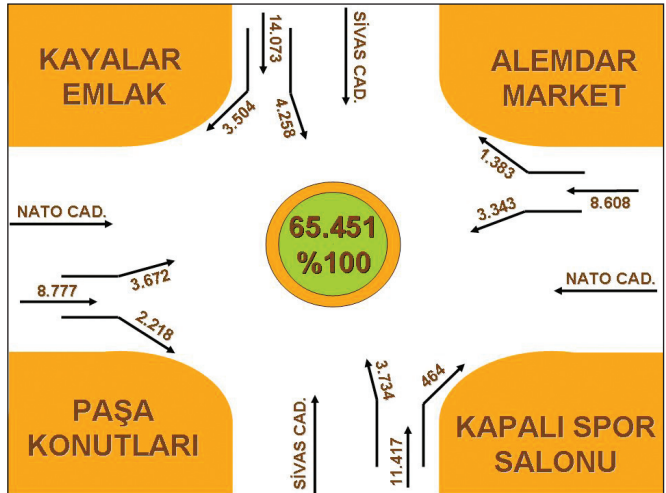 KAYALAR
EMLAK
14.073
3.504
4.258
SİVAS CAD.
ALEMDAR
MARKET
1.383
8.608
3.343
NATO CAD.
65.451
%100
3.672
8.777
2.218
NATO CAD.
PAŞA
KONUTLARI
SİVAS CAD.
3.734
464
11.417
KAPALI SPOR
SALONU